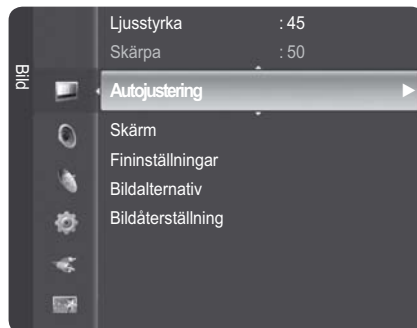 Bild
Ljusstyrka : 45
Skärpa : 50
Autojustering
Skärm
Fininställningar
Bildalternativ
Bildåterställning